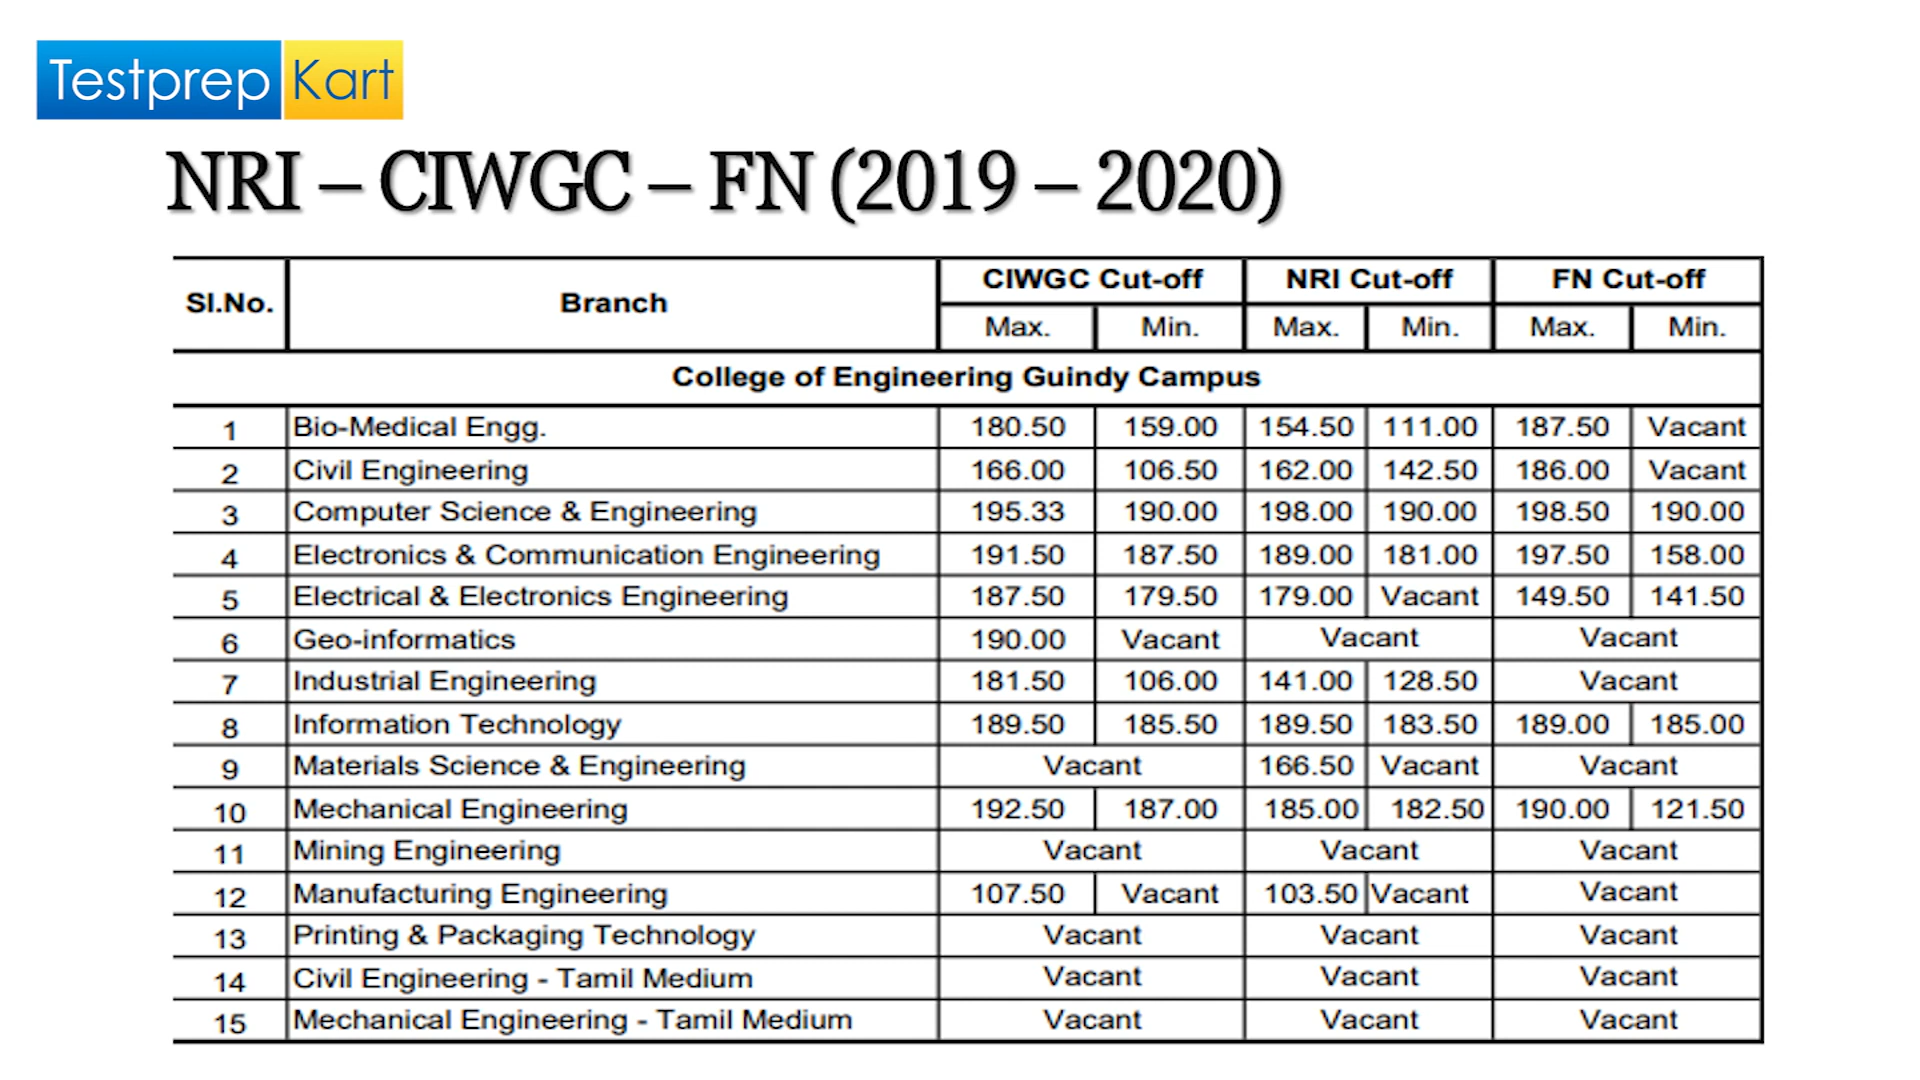 Testprep Kart
NRI – CIWGC – FN (2019 – 2020)
Sl.No. Branch CIWGC Cut-off NRI Cut-off FN Cut-off
Max. Min. Max. Min. Max. Min.
College of Engineering Guindy Campus
1 Bio-Medical Engg. 180.50 159.00 154.50 111.00 187.50 Vacant
2 Civil Engineering 166.00 106.50 162.00 142.50 186.00 Vacant
3 Computer Science & Engineering 195.33 190.00 198.00 190.00 198.50 190.00
4 Electronics & Communication Engineering 191.50 187.50 189.00 181.00 197.50 158.00
5 Electrical & Electronics Engineering 187.50 179.50 179.00 Vacant 149.50 141.50
6 Geo-informatics 190.00 Vacant Vacant Vacant
7 Industrial Engineering 181.50 106.00 141.00 128.50 Vacant
8 Information Technology 189.50 185.50 189.50 183.50 189.00 185.00
9 Materials Science & Engineering Vacant 166.50 Vacant Vacant
10 Mechanical Engineering 192.50 187.00 185.00 182.50 190.00 121.50
11 Mining Engineering Vacant Vacant Vacant
12 Manufacturing Engineering 107.50 Vacant 103.50 Vacant Vacant
13 Printing & Packaging Technology Vacant Vacant Vacant
14 Civil Engineering - Tamil Medium Vacant Vacant Vacant
15 Mechanical Engineering - Tamil Medium Vacant Vacant Vacant